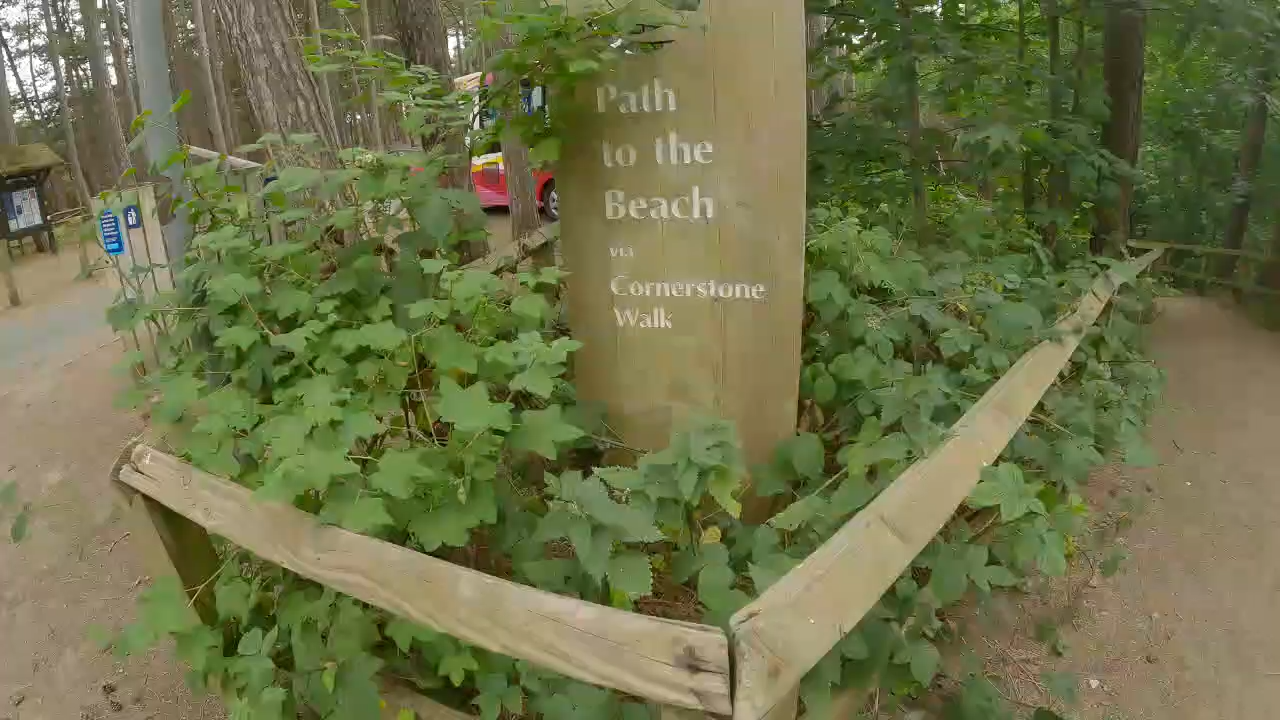 Path
to the
Beach
via
Cornerstone
Walk